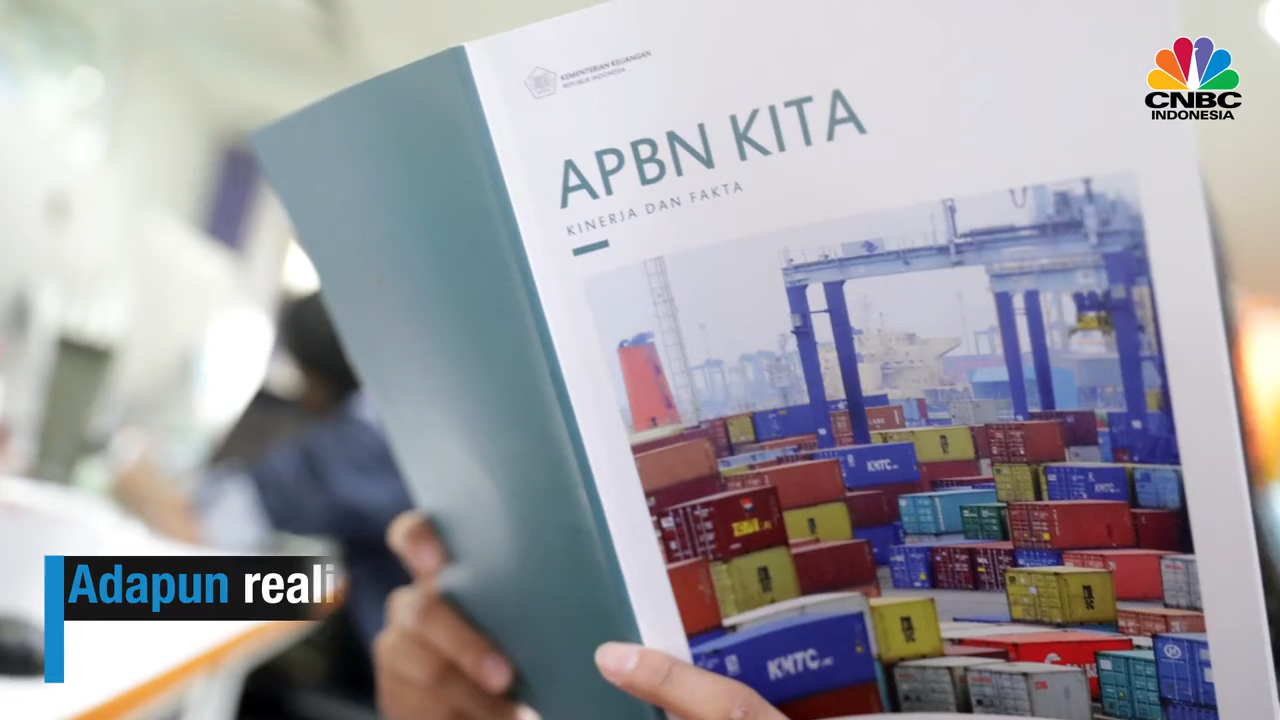 KEMENTERIAN KEUANGAN
REPUBLIK INDONESIA
CNBC
INDONESIA
APBN KITA
KINERJA DAN FAKTA
KMTC
KMTC
KMTC
Adapun reali